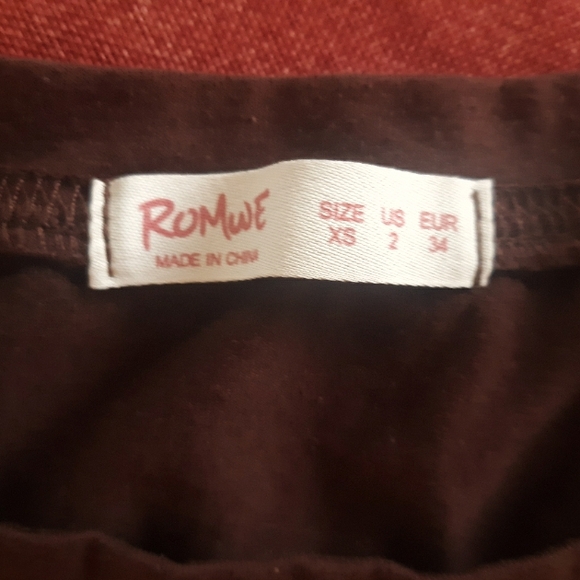 ROMWE
MADE IN CHINA
SIZE US EUR
XS 2 34